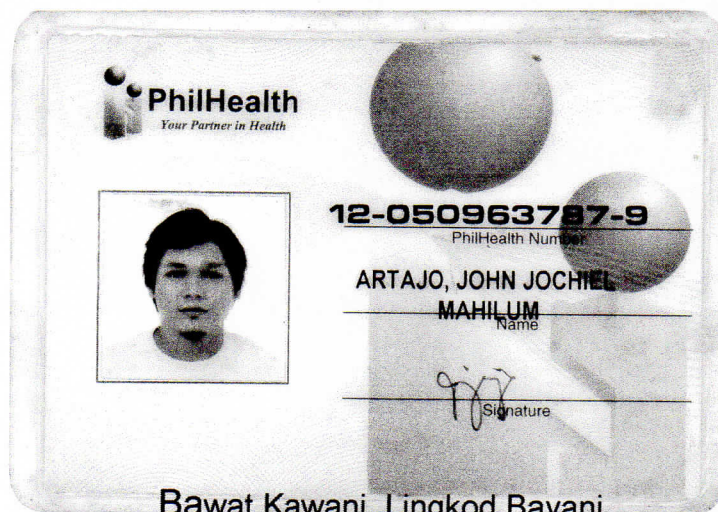 PhilHealth
Your Partner in Health
12-050963787-9
PhilHealth Number
ARTAJO, JOHN JOCHIEL
MAHILUM
Name
Signature
Bawat Kawani, Lingkod Bayani